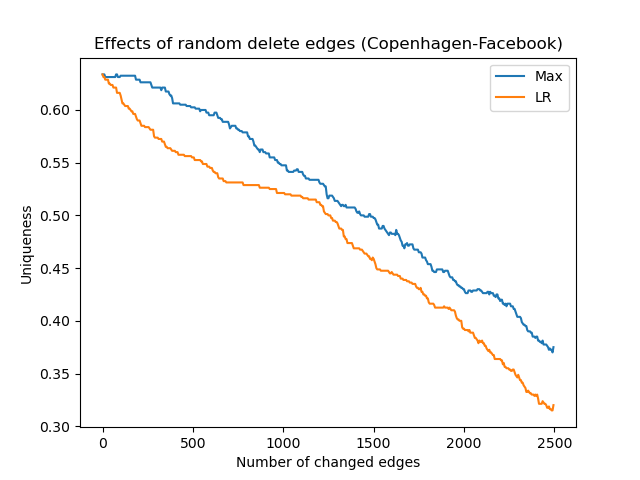 Effects of random delete edges (Copenhagen-Facebook)
Max
LR
Uniqueness
0.60
0.55
0.50
0.45
0.40
0.35
0.30
0 500 1000 1500 2000 2500
Number of changed edges